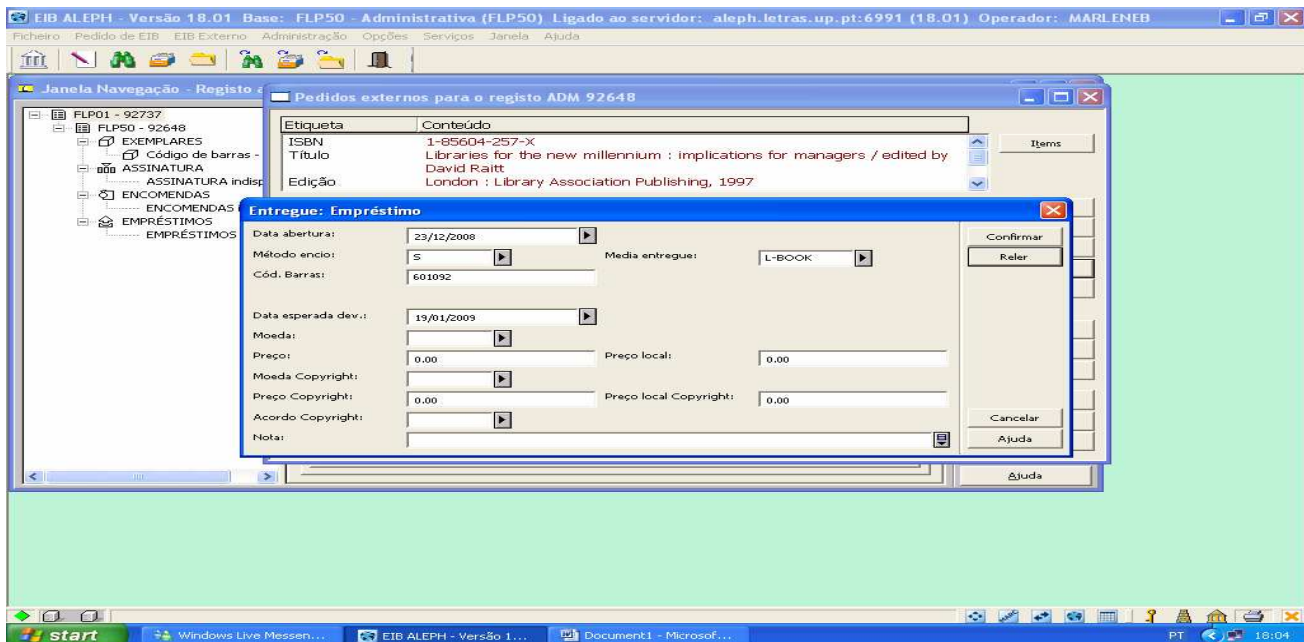 EIB ALEPH - Versão 18.01 Base: FLP50 - Administrativa (FLP50) Ligado ao servidor: aleph.letras.up.pt:6991 (18.01) Operador: MARLENEB
Ficheiro Pedido de EIB EIB Externo Administração Opções Serviços Janela Ajuda
Janela Navegação - Registo a
Pedidos externos para o registo ADM 92648
FLP01 - 92737
FLP50 - 92648
EXEMPLARES
Código de barras -
ASSINATURA
ASSINATURA indisp
ENCOMENDAS
ENCOMENDAS
EMPRÉSTIMOS
EMPRÉSTIMOS
Etiqueta Conteúdo
ISBN 1-85604-257-X
Título Libraries for the new millennium : implications for managers / edited by
David Raitt
Edição London : Library Association Publishing, 1997
Items
Entregue: Empréstimo
Data abertura: 23/12/2008
Confirmar
Método encio: S Media entregue: L-BOOK
Reler
Cód. Barras: 601092
Data esperada dev.: 19/01/2009
Moeda:
Preço: 0.00 Preço local: 0.00
Moeda Copyright:
Preço Copyright: 0.00 Preço local Copyright: 0.00
Acordo Copyright:
Cancelar
Nota:
Ajuda
Ajuda
start Windows Live Messen... EIB ALEPH - Versão 1... Document1 - Microsof... PT 18:04